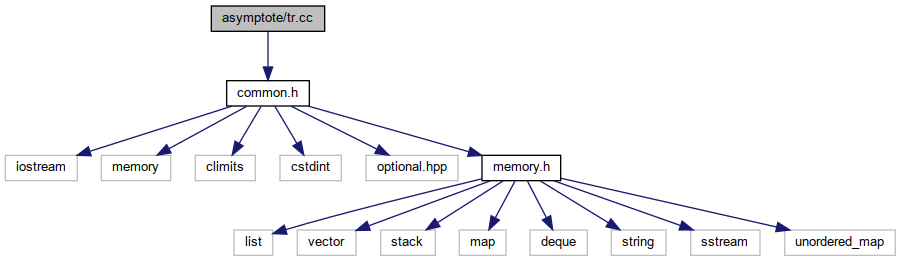 asymptote/tr.cc
common.h
iostream
memory
climits
cstdint
optional.hpp
memory.h
list
vector
stack
map
deque
string
sstream
unordered_map